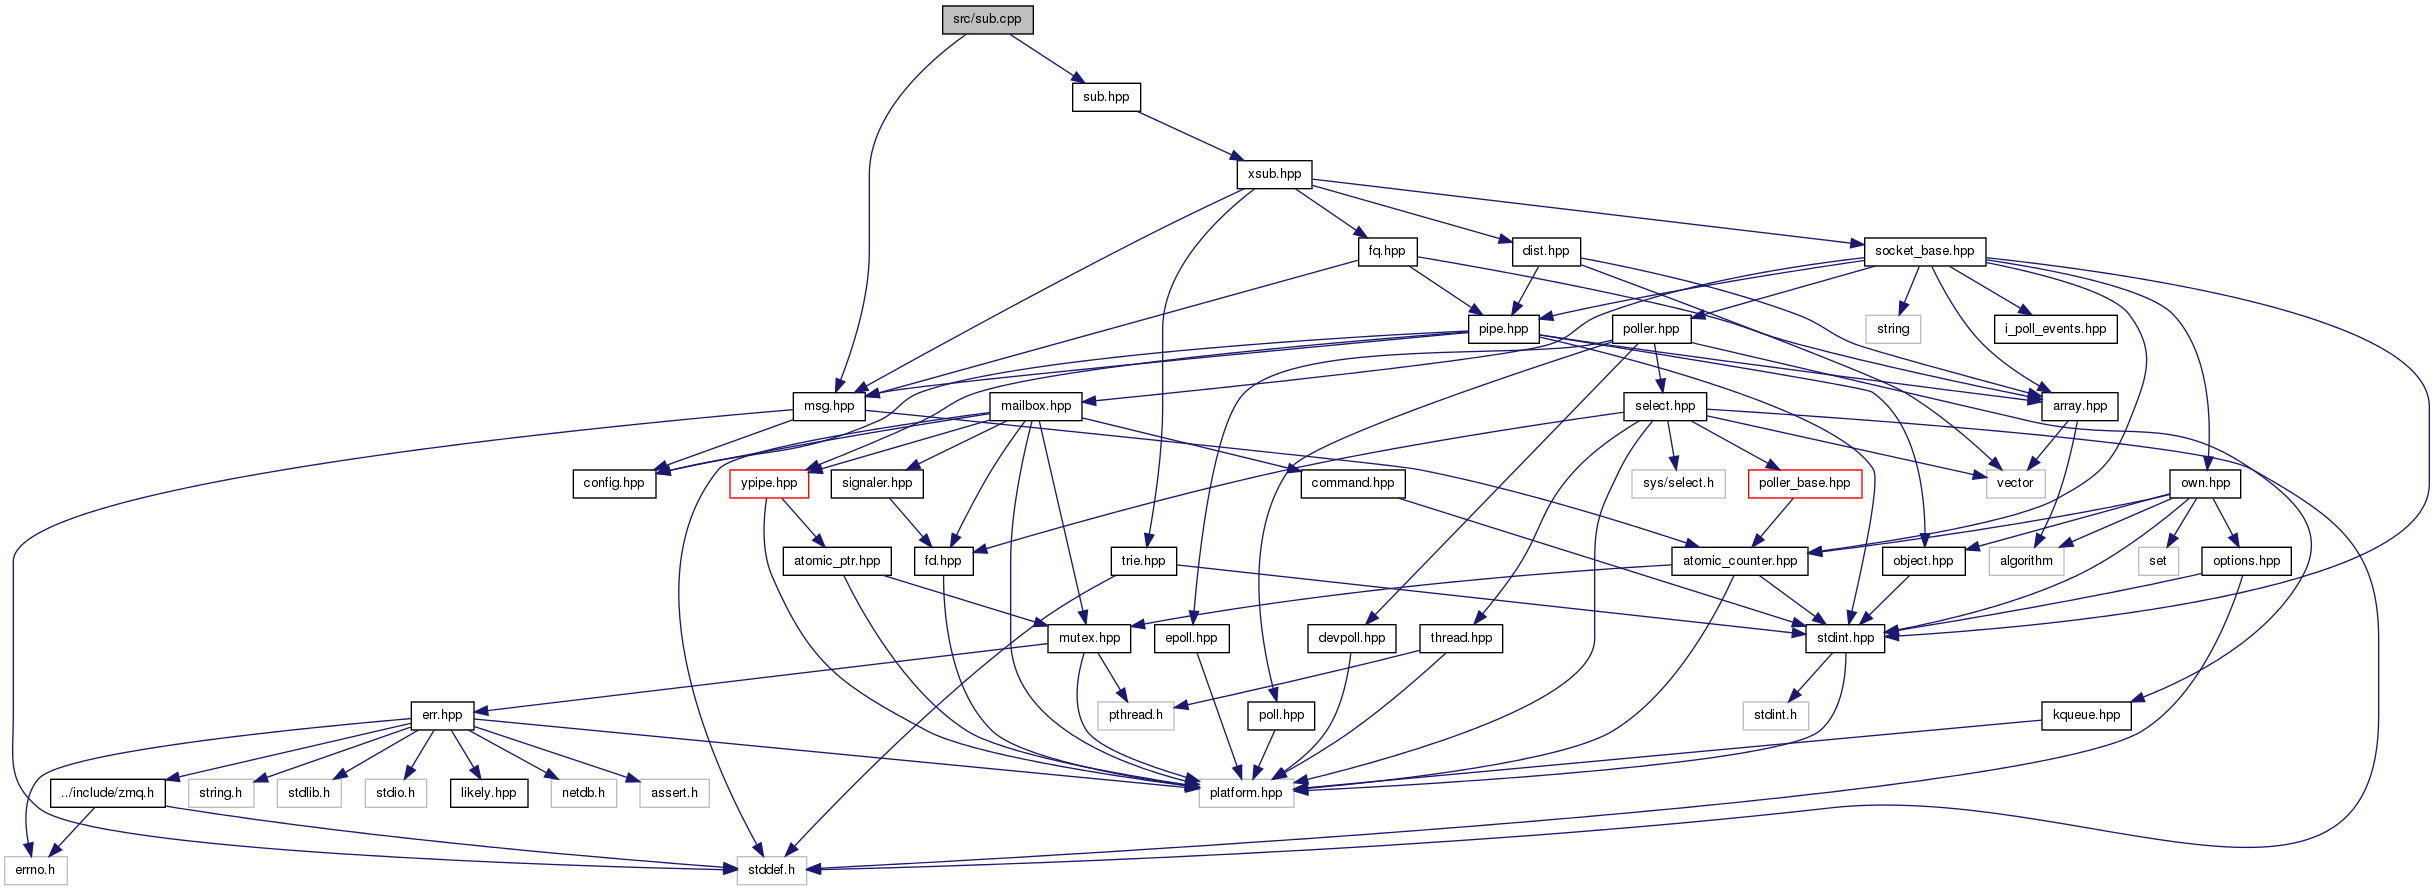 src/sub.cpp
sub.hpp
xsub.hpp
fq.hpp
dist.hpp
socket_base.hpp
pipe.hpp
poller.hpp
string
i_poll_events.hpp
msg.hpp
mailbox.hpp
select.hpp
array.hpp
config.hpp
ypipe.hpp
signaler.hpp
command.hpp
sys/select.h
poller_base.hpp
vector
own.hpp
atomic_ptr.hpp
fd.hpp
trie.hpp
atomic_counter.hpp
object.hpp
algorithm
set
options.hpp
mutex.hpp
epoll.hpp
devpoll.hpp
thread.hpp
stdint.hpp
err.hpp
pthread.h
poll.hpp
stdint.h
kqueue.hpp
../include/zmq.h
string.h
stdlib.h
stdio.h
likely.hpp
netdb.h
assert.h
platform.hpp
errno.h
stddef.h